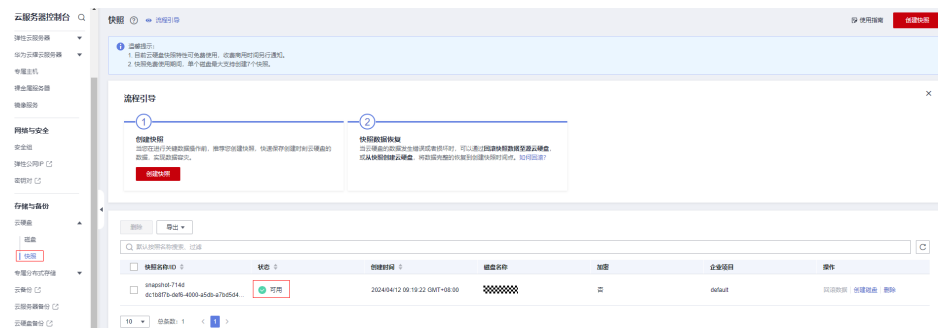 云服务器控制台
弹性云服务器
华为云弹性云服务器
专属主机
裸金属服务器
镜像服务
网络与安全
安全组
弹性公网IP
密钥对
存储与备份
云硬盘
磁盘
快照
专属分布式存储
云备份
云服务器备份
云硬盘备份
快照 流程引导
使用指南 创建快照
温馨提示:
1. 目前云硬盘快照特性可免费使用，收费商用时间另行通知。
2. 快照免费使用期间，单个磁盘最大支持创建7个快照。
流程引导
1
创建快照
当您在进行关键数据操作前，推荐您创建快照，快速保存创建时刻云硬盘的
数据，实现数据容灾。
创建快照
2
快照数据恢复
当云硬盘的数据发生错误或者损坏时，可以通过回滚快照数据至源云硬盘，
或从快照创建云硬盘，将数据完整的恢复到创建快照时间点。如何回滚?
删除 导出
默认按照名称搜索、过滤
快照名称/ID 状态 创建时间 磁盘名称 加密 企业项目 操作
snapshot-714d
dc1b8f7b-def6-4000-a5db-a7bd5d4...
可用 2024/04/12 09:19:22 GMT+08:00 否 default 回滚数据 创建磁盘 删除
10 总条数: 1 < 1 >